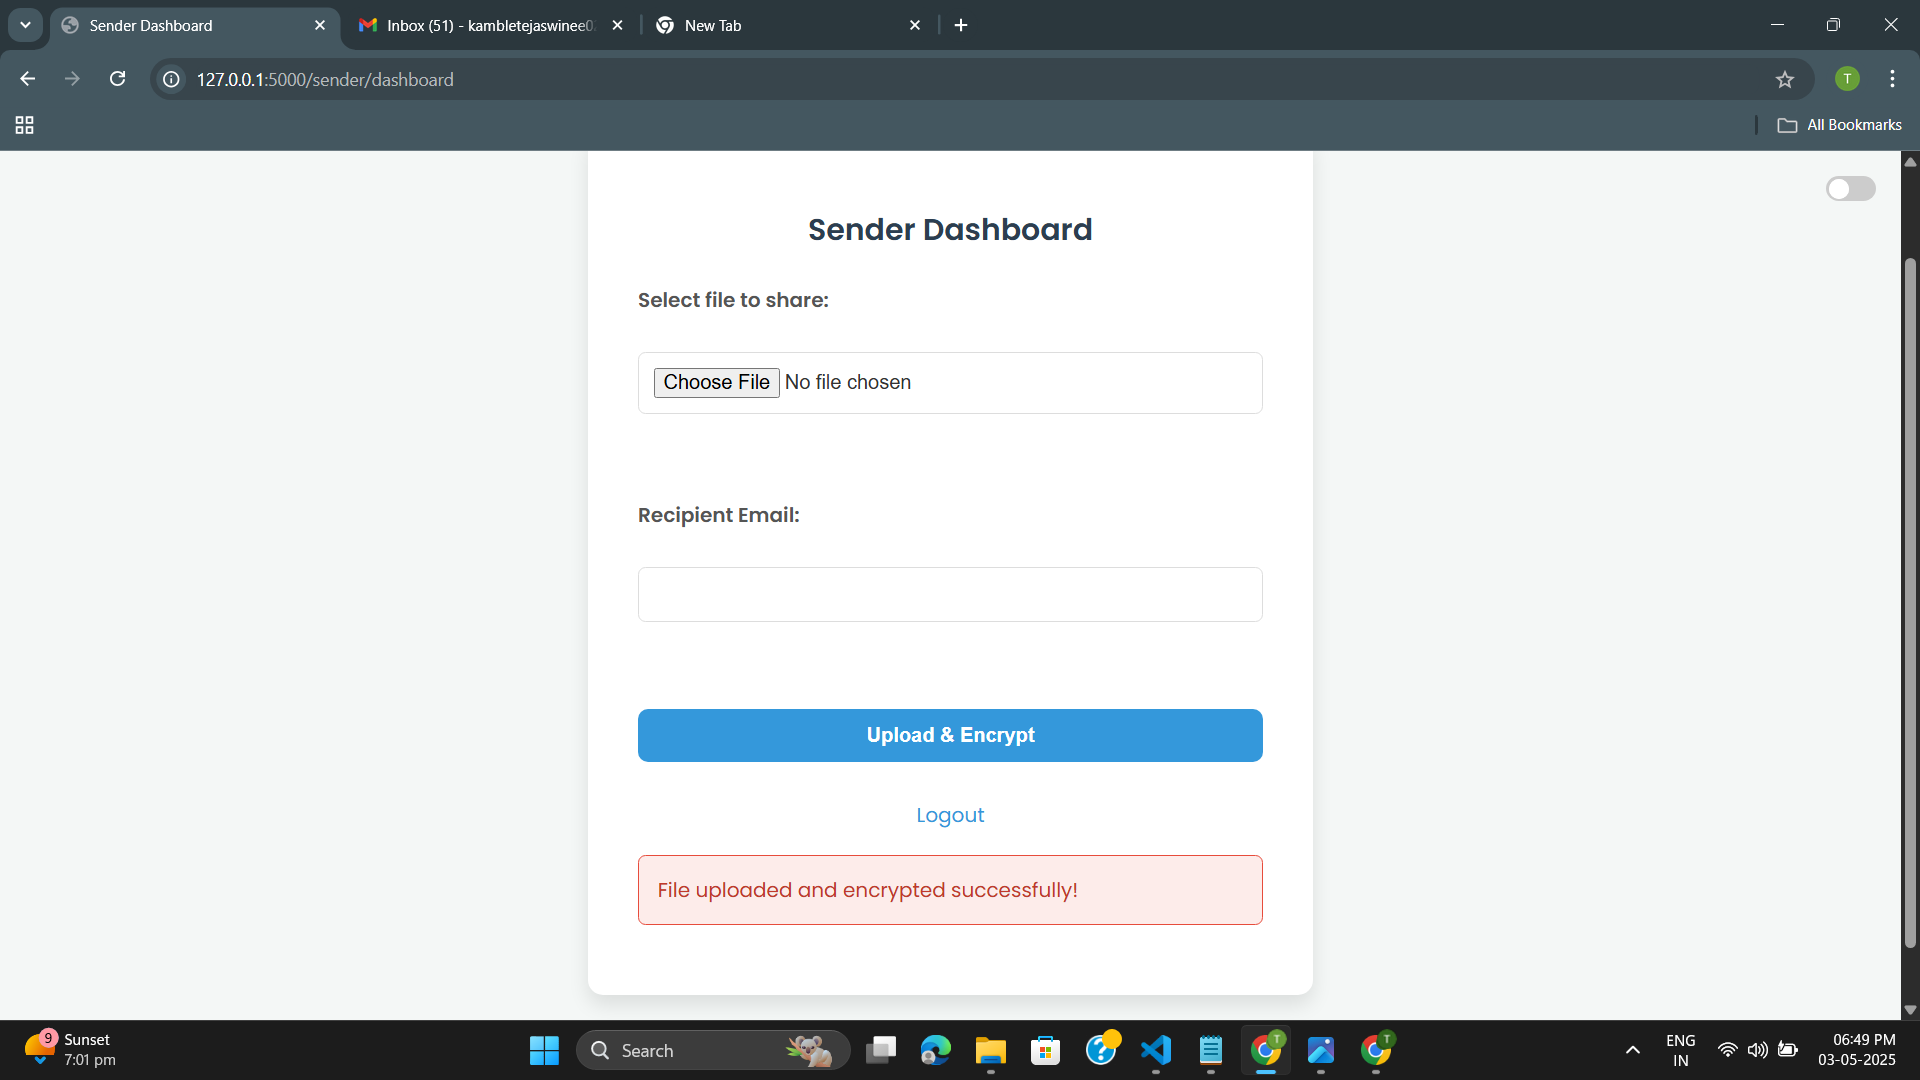 Sender Dashboard
Inbox (51) - kambletejaswinee0
New Tab
127.0.0.1:5000/sender/dashboard
T
All Bookmarks
Sender Dashboard
Select file to share:
Choose File No file chosen
Recipient Email:
Upload & Encrypt
Logout
File uploaded and encrypted successfully!
9
Sunset
7:01 pm
Search
T
T
ENG
IN
06:49 PM
03-05-2025